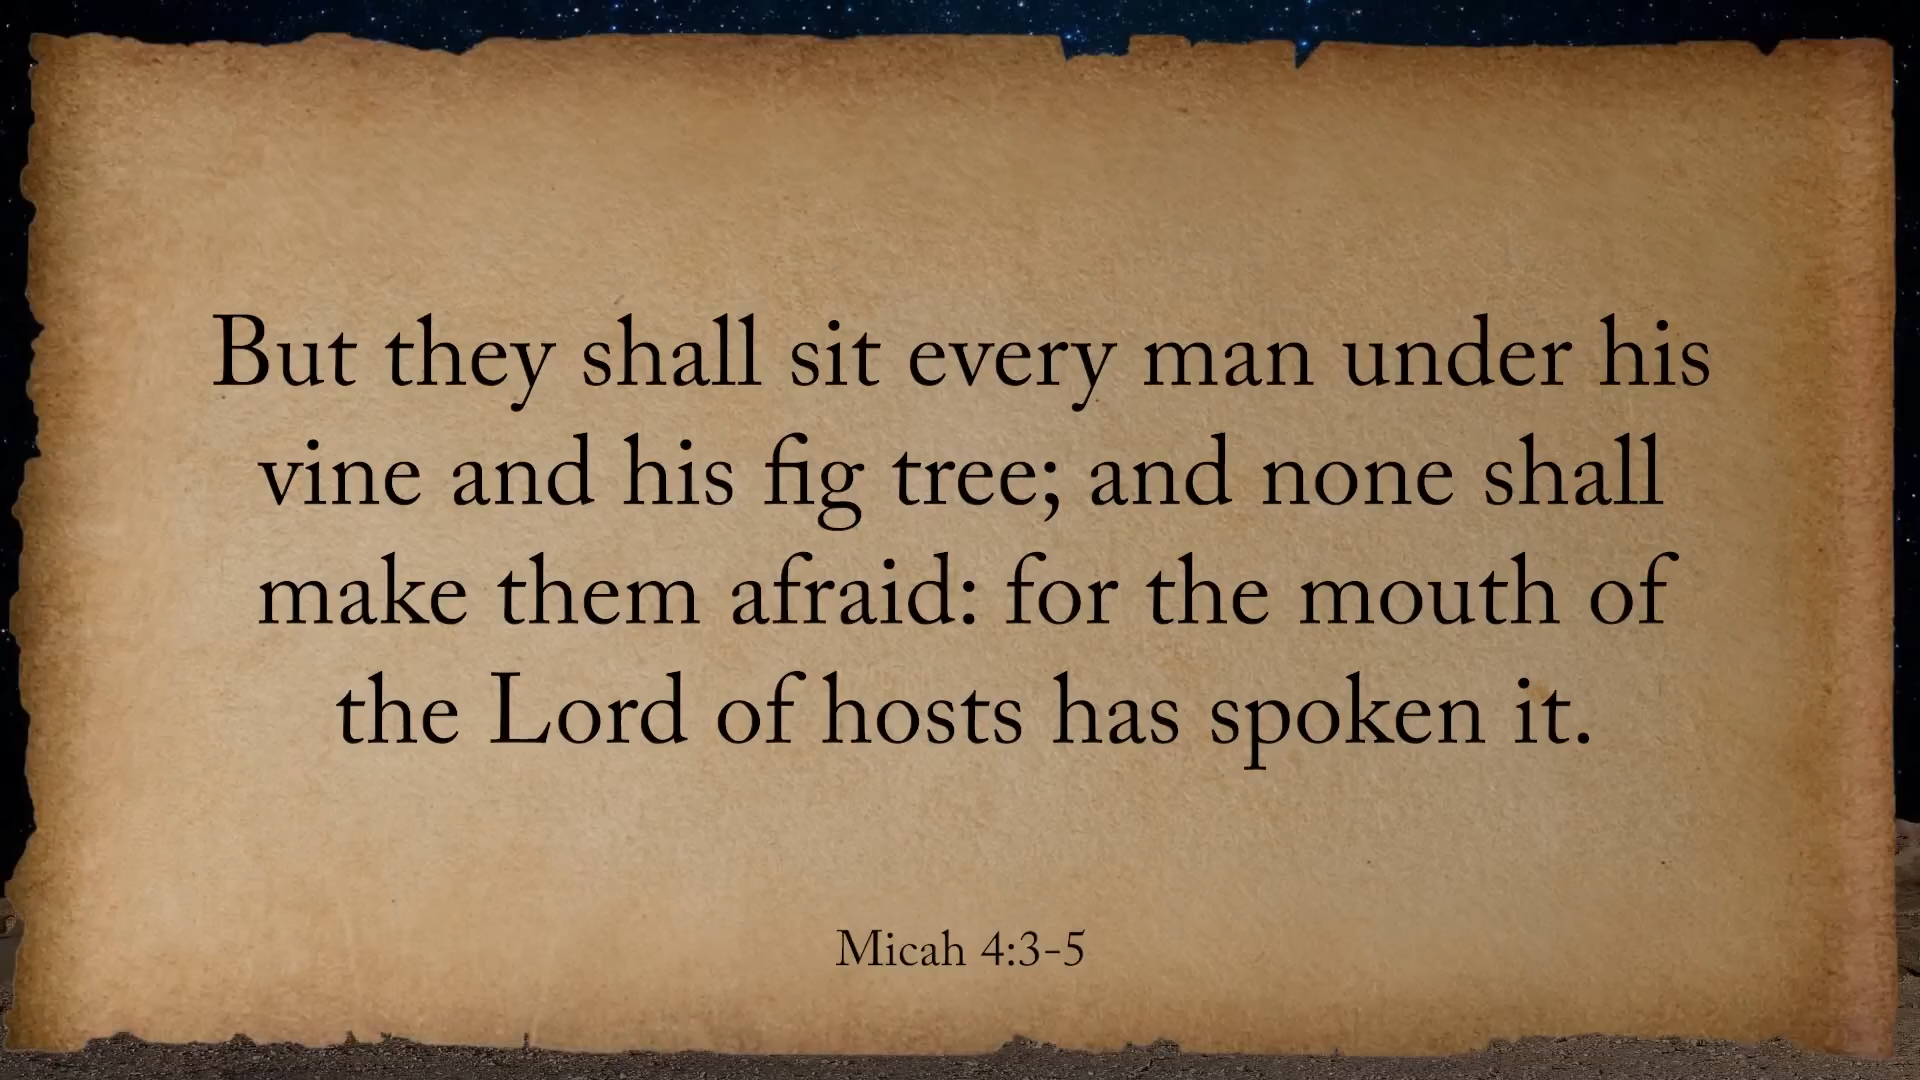 But they shall sit every man under his
vine and his fig tree; and none shall
make them afraid: for the mouth of
the Lord of hosts has spoken it.
Micah 4:3-5